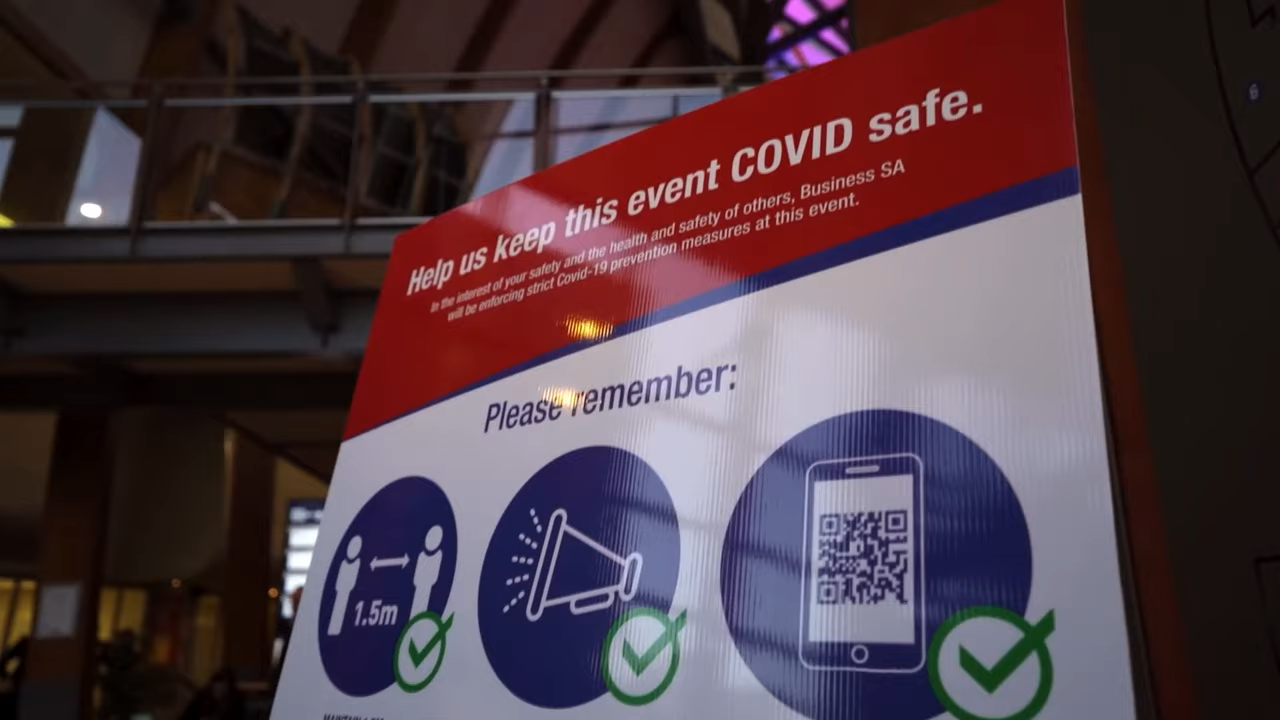 Help us keep this event COVID safe.
In the interest of your safety and the health and safety of others, Business SA
will be enforcing strict Covid-19 prevention measures at this event.
Please remember:
1.5m
6